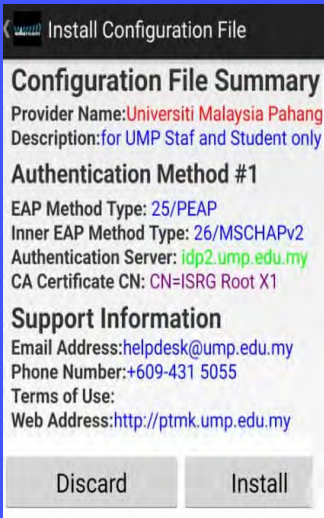 Install Configuration File
Configuration File Summary
Provider Name:Universiti Malaysia Pahang
Description:for UMP Staf and Student only
Authentication Method #1
EAP Method Type: 25/PEAP
Inner EAP Method Type: 26/MSCHAPv2
Authentication Server: idp2.ump.edu.my
CA Certificate CN: CN=ISRG Root X1
Support Information
Email Address:helpdesk@ump.edu.my
Phone Number:+609-431 5055
Terms of Use:
Web Address:http://ptmk.ump.edu.my
Discard
Install